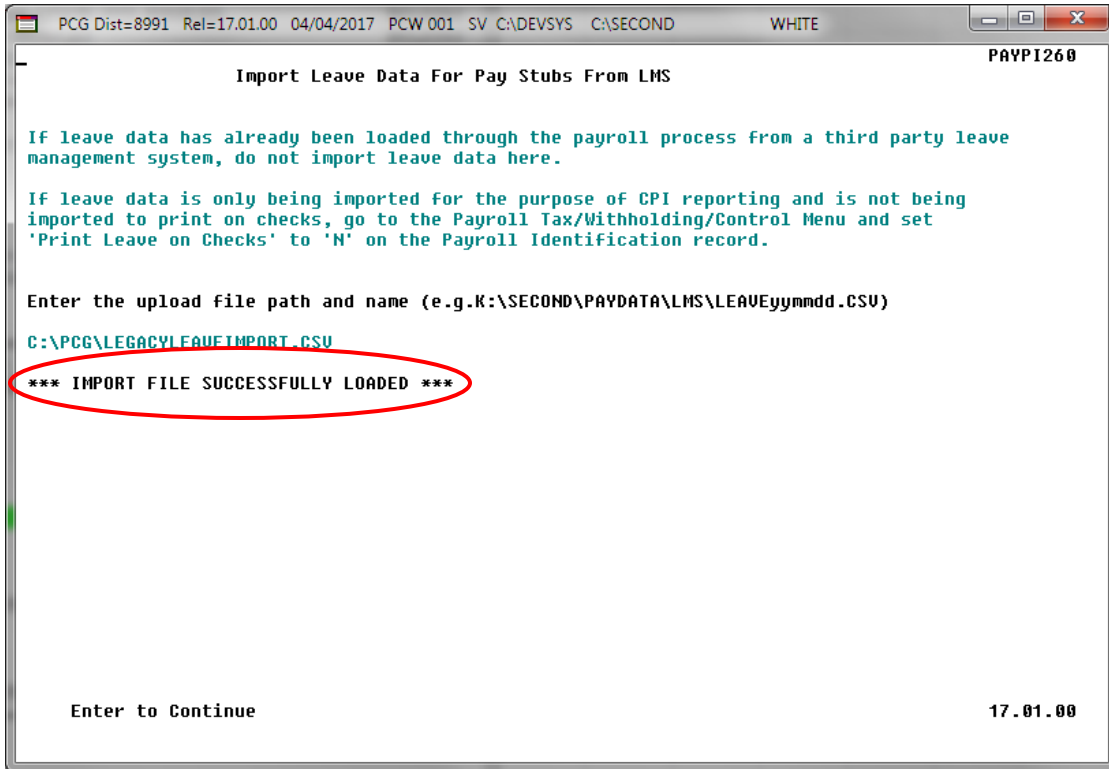 PCG Dist=8991 Rel=17.01.00 04/04/2017 PCW 001 SV C:\DEVSYS C:\SECOND WHITE
PAYPI260
Import Leave Data For Pay Stubs From LMS
If leave data has already been loaded through the payroll process from a third party leave
management system, do not import leave data here.
If leave data is only being imported for the purpose of CPI reporting and is not being
imported to print on checks, go to the Payroll Tax/Withholding/Control Menu and set
'Print Leave on Checks' to 'N' on the Payroll Identification record.
Enter the upload file path and name (e.g.K:\SECOND\PAYDATA\LMS\LEAVEyymmdd.CSV)
C:\PCG\LEGACYLEAVEIMPORT.CSV
*** IMPORT FILE SUCCESSFULLY LOADED ***
Enter to Continue
17.01.00